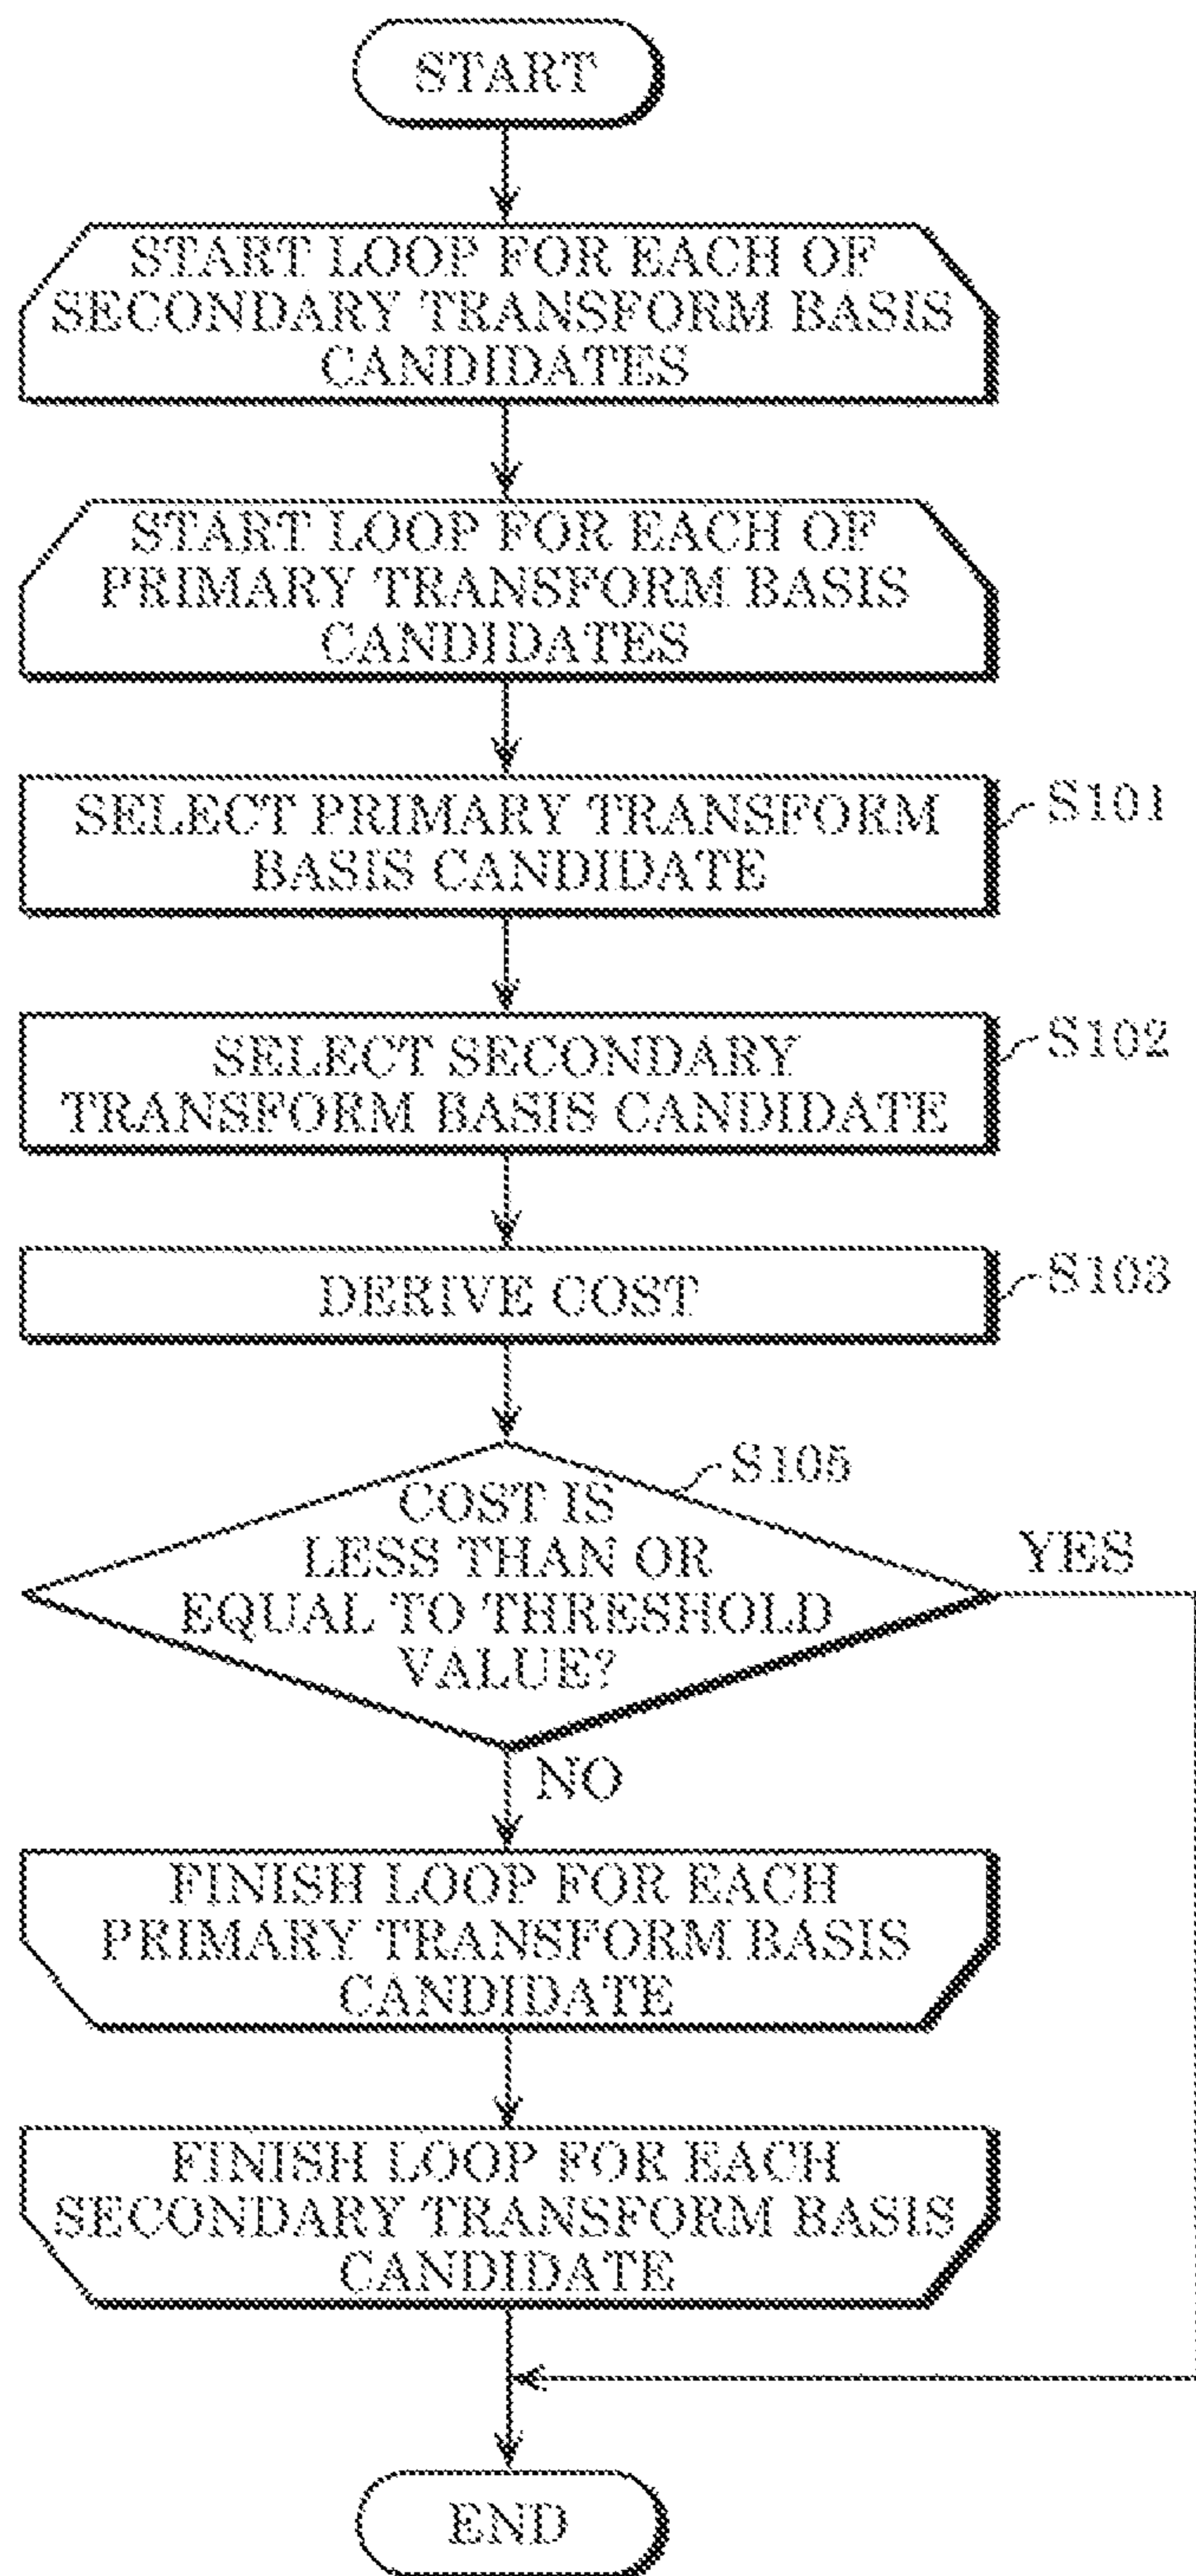 START
START LOOP FOR EACH OF
SECONDARY TRANSFORM BASIS
CANDIDATES
START LOOP FOR EACH OF
PRIMARY TRANSFORM BASIS
CANDIDATES
SELECT PRIMARY TRANSFORM
BASIS CANDIDATE
S101
SELECT SECONDARY
TRANSFORM BASIS CANDIDATE
S102
DERIVE COST
S103
S105
COST IS
LESS THAN OR
EQUAL TO THRESHOLD
VALUE?
YES
NO
FINISH LOOP FOR EACH
PRIMARY TRANSFORM BASIS
CANDIDATE
FINISH LOOP FOR EACH
SECONDARY TRANSFORM BASIS
CANDIDATE
END